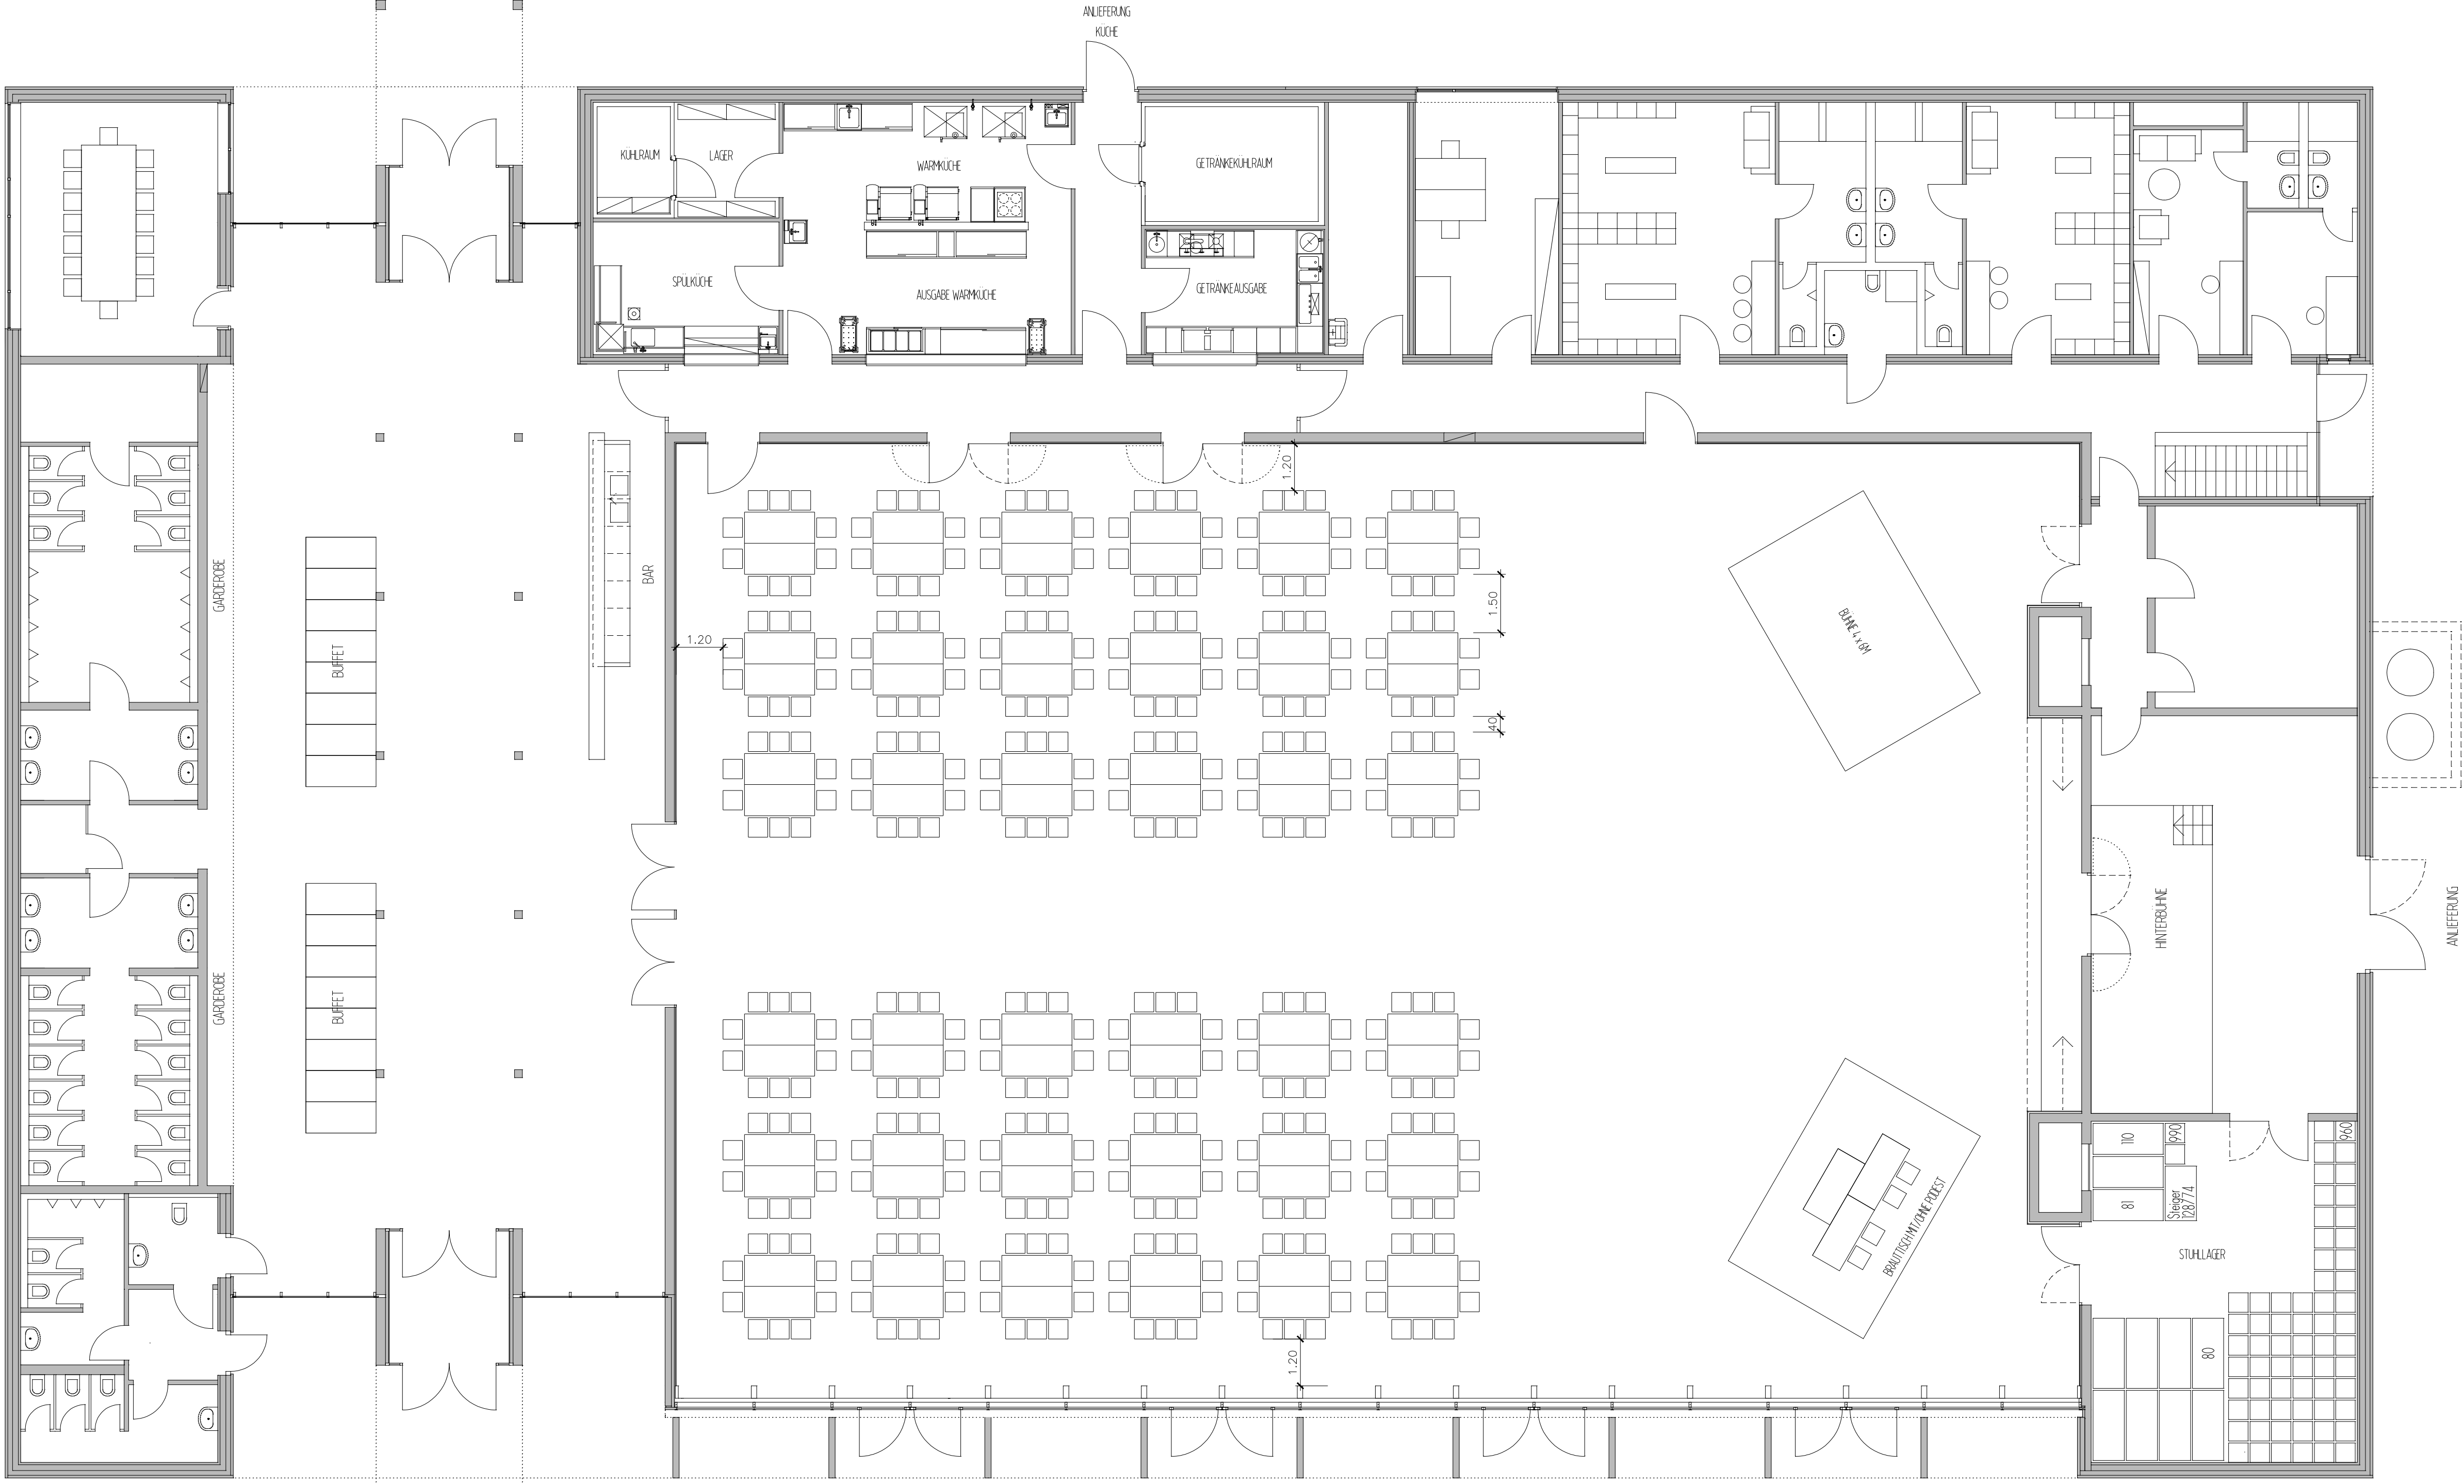 ANLIEFERUNG
KÜCHE
KÜHLRAUM
LAGER
WARMKÜCHE
GETRÄNKEKÜHLRAUM
SPÜLKÜCHE
AUSGABE WARMKÜCHE
GETRÄNKEAUSGABE
1.20
GARDEROBE
BAR
1.50
BÜHNE 4 x 6M
BUFFET
1.20
40
HINTERBÜHNE
ANLIEFERUNG
GARDEROBE
BUFFET
110
990
960
81
Steiger
128/74
BRAUTTISCH MIT/OHNE PODEST
STUHLLAGER
1.20
80